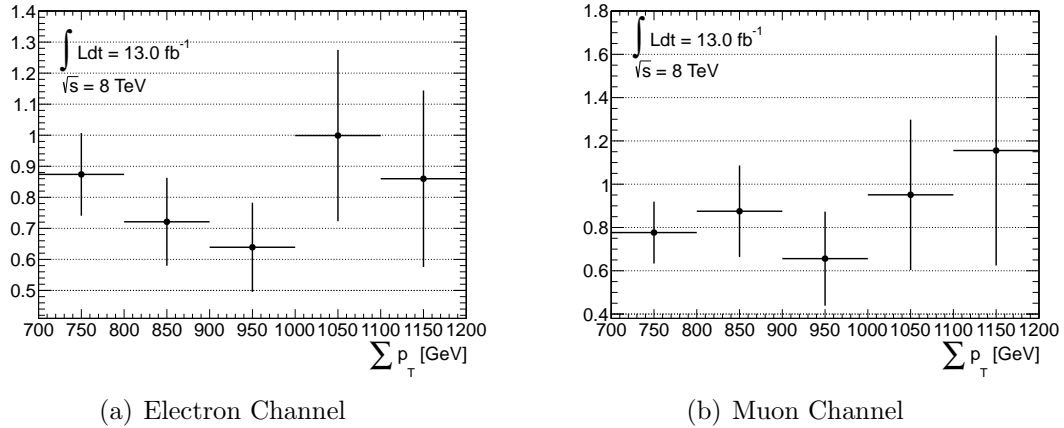 1.4
1.3
1.2
1.1
1
0.9
0.8
0.7
0.6
0.5
∫ Ldt = 13.0 fb⁻¹
√s = 8 TeV
700 750 800 850 900 950 1000 1050 1100 1150 1200
∑ p_T [GeV]
(a) Electron Channel
1.8
1.6
1.4
1.2
1
0.8
0.6
0.4
∫ Ldt = 13.0 fb⁻¹
√s = 8 TeV
700 750 800 850 900 950 1000 1050 1100 1150 1200
∑ p_T [GeV]
(b) Muon Channel